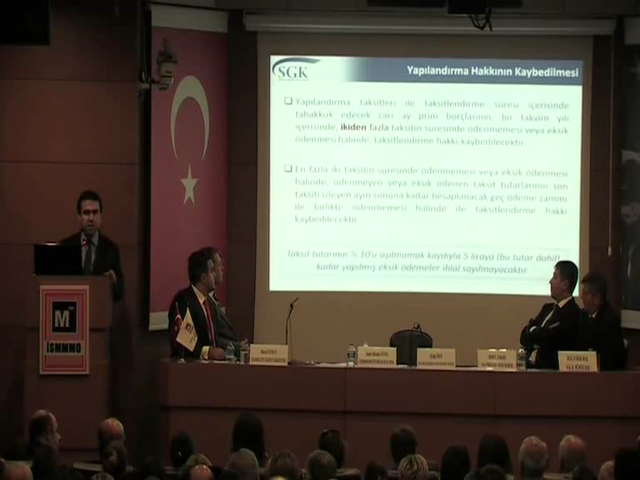 SGK
Yapılandırma Hakkının Kaybedilmesi
Yapılandırma taksitleri ile taksitlendirme süresi içerisinde
tahakkuk edecek cari ay prim borçlarının, bir takvim yılı
içerisinde, ikiden fazla taksitin süresinde ödenmemesi veya eksik
ödenmesi halinde, taksitlendirme hakkı kaybedilecektir.
En fazla iki taksitin süresinde ödenmemesi veya eksik ödenmesi
halinde, ödenmeyen veya eksik ödenen taksit tutarlarının son
taksiti izleyen ayın sonuna kadar hesaplanacak geç ödeme zammı
ile birlikte ödenmemesi halinde de taksitlendirme hakkı
kaybedilecektir.
Taksit tutarının % 10'u aşılmamak kaydıyla 5 liraya (bu tutar dahil)
kadar yapılmış eksik ödemeler ihlal sayılmayacaktır.
M
İSMMMO